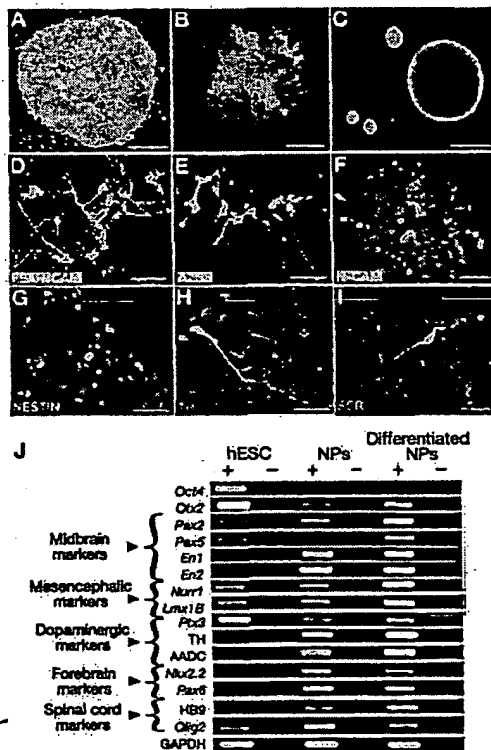 A B C
D E F
NCAM
G H I
NESTIN
J
hESC NPs Differentiated NPs
+ − + − + −
Oct4
Otx2
Midbrain markers
Pax2
Pax5
En1
En2
Mesencephalic markers
Nurr1
Lmx1B
Dopaminergic markers
Ptx3
TH
AADC
Forebrain markers
Nkx2.2
Pax6
Spinal cord markers
HB9
Olig2
GAPDH